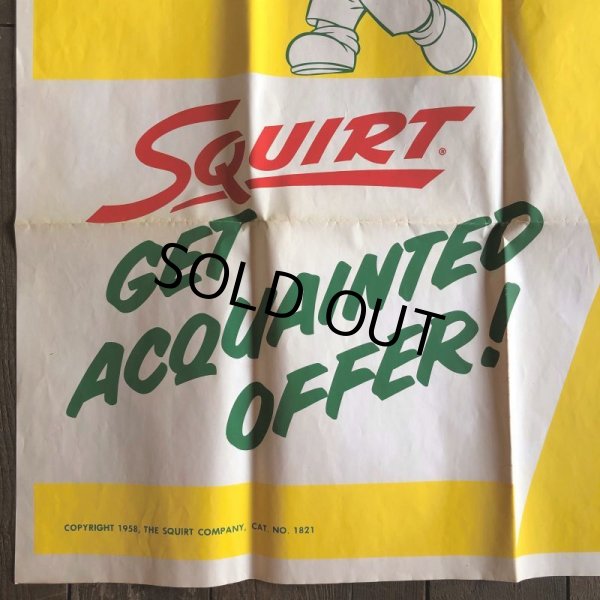 SQUIRT®
GET
ACQUAINTED
OFFER!
SOLD OUT
COPYRIGHT 1958, THE SQUIRT COMPANY. CAT. NO. 1821